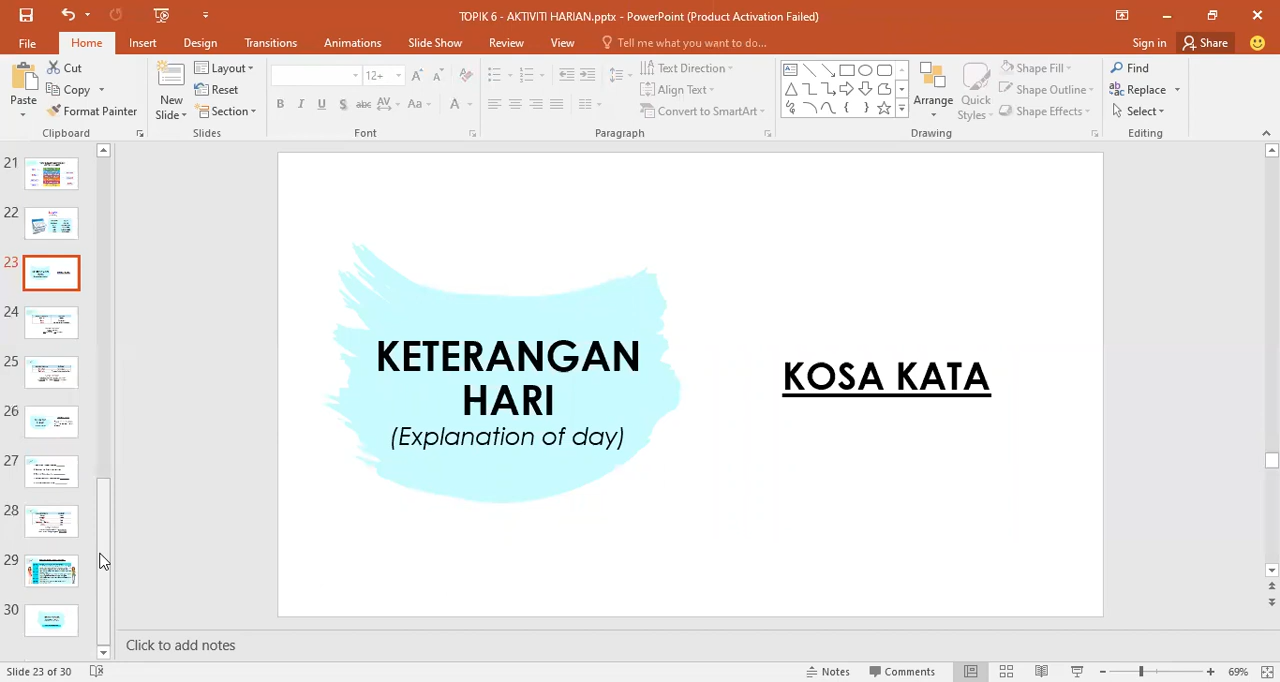 TOPIK 6 - AKTIVITI HARIAN.pptx - PowerPoint (Product Activation Failed)
File Home Insert Design Transitions Animations Slide Show Review View Tell me what you want to do... Sign in Share
Paste
Cut
Copy
Format Painter
Clipboard
New
Slide
Layout
Reset
Section
Slides
12+
B I U S abc AV Aa A
Font
Text Direction
Align Text
Convert to SmartArt
Paragraph
Arrange
Quick
Styles
Shape Fill
Shape Outline
Shape Effects
Drawing
Find
Replace
Select
Editing
21
22
23
24
25
26
27
28
29
30
KETERANGAN
HARI
(Explanation of day)
KOSA KATA
Click to add notes
Slide 23 of 30
Notes
Comments
69%